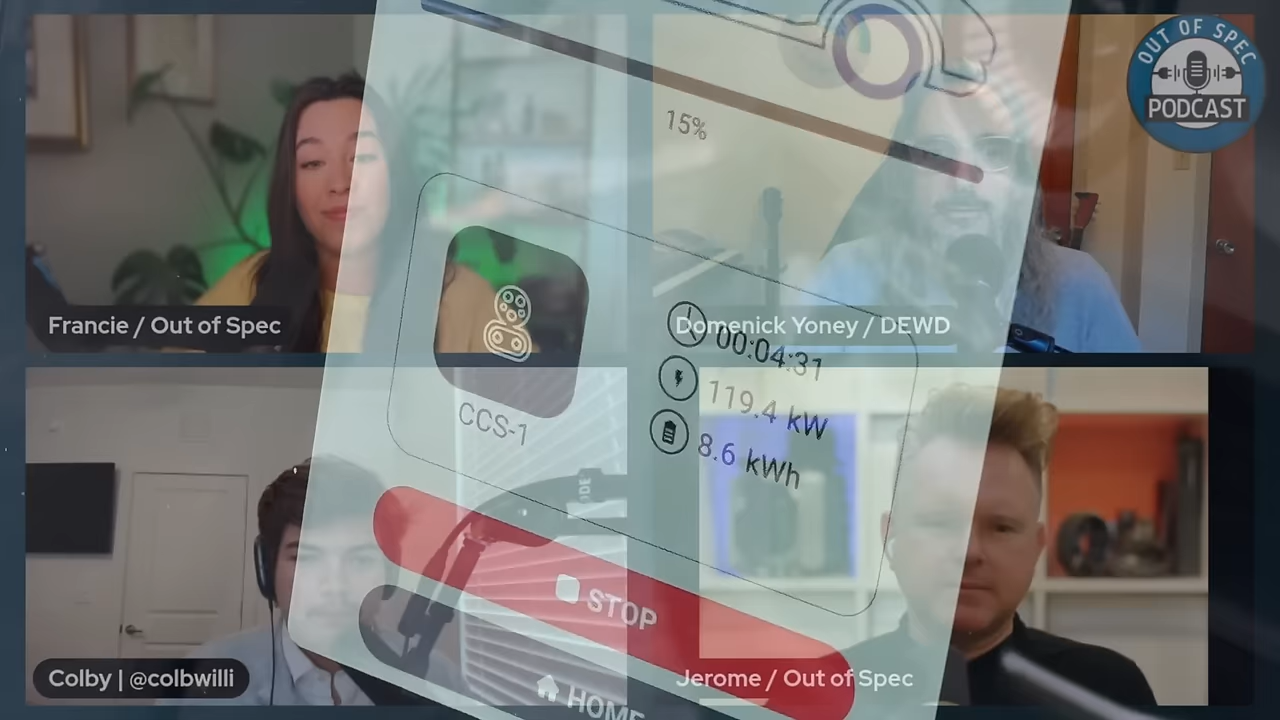 OUT OF SPEC
PODCAST
15%
Francie / Out of Spec
Domenick Yoney / DEWD
00:04:31
119.4 kW
8.6 kWh
CCS-1
STOP
HOME
Colby | @colbwilli
Jerome / Out of Spec